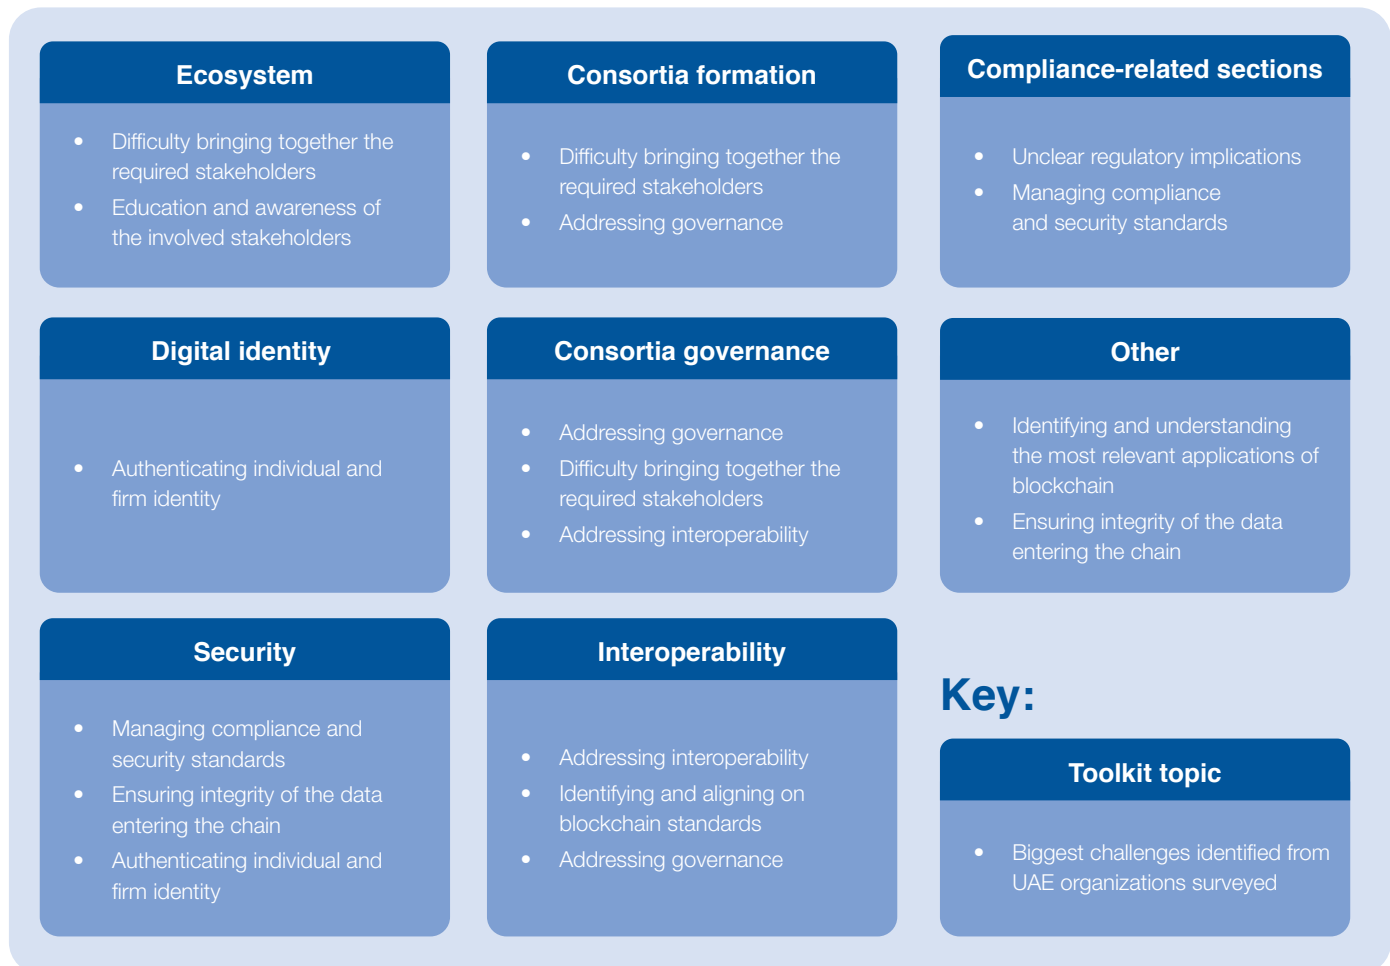 Ecosystem
• Difficulty bringing together the
required stakeholders
• Education and awareness of
the involved stakeholders
Consortia formation
• Difficulty bringing together the
required stakeholders
• Addressing governance
Compliance-related sections
• Unclear regulatory implications
• Managing compliance
and security standards
Digital identity
• Authenticating individual and
firm identity
Consortia governance
• Addressing governance
• Difficulty bringing together the
required stakeholders
• Addressing interoperability
Other
• Identifying and understanding
the most relevant applications of
blockchain
• Ensuring integrity of the data
entering the chain
Security
• Managing compliance and
security standards
• Ensuring integrity of the data
entering the chain
• Authenticating individual and
firm identity
Interoperability
• Addressing interoperability
• Identifying and aligning on
blockchain standards
• Addressing governance
Key:
Toolkit topic
• Biggest challenges identified from
UAE organizations surveyed